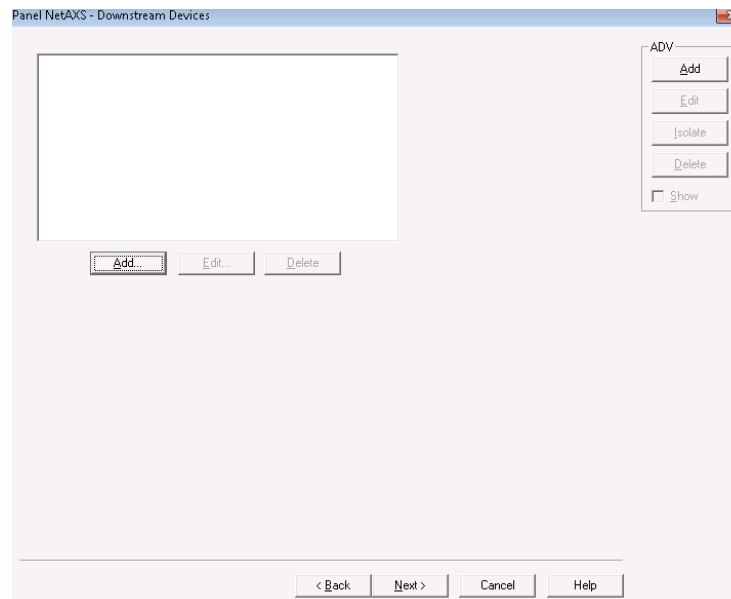 Panel NetAXS - Downstream Devices
ADV
Add
Edit
Isolate
Delete
Show
Add...
Edit...
Delete
< Back
Next >
Cancel
Help